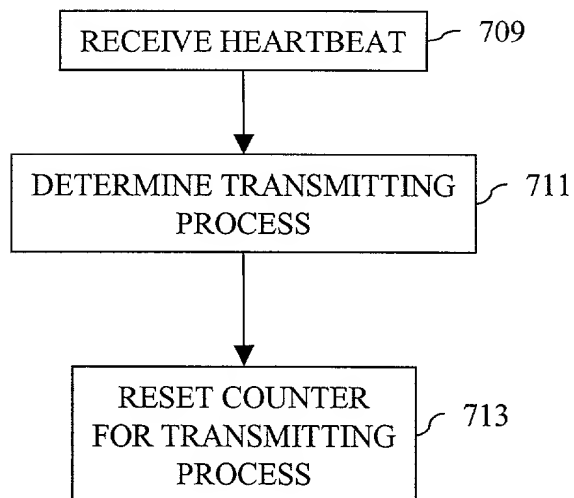 RECEIVE HEARTBEAT
709
DETERMINE TRANSMITTING
PROCESS
711
RESET COUNTER
FOR TRANSMITTING
PROCESS
713